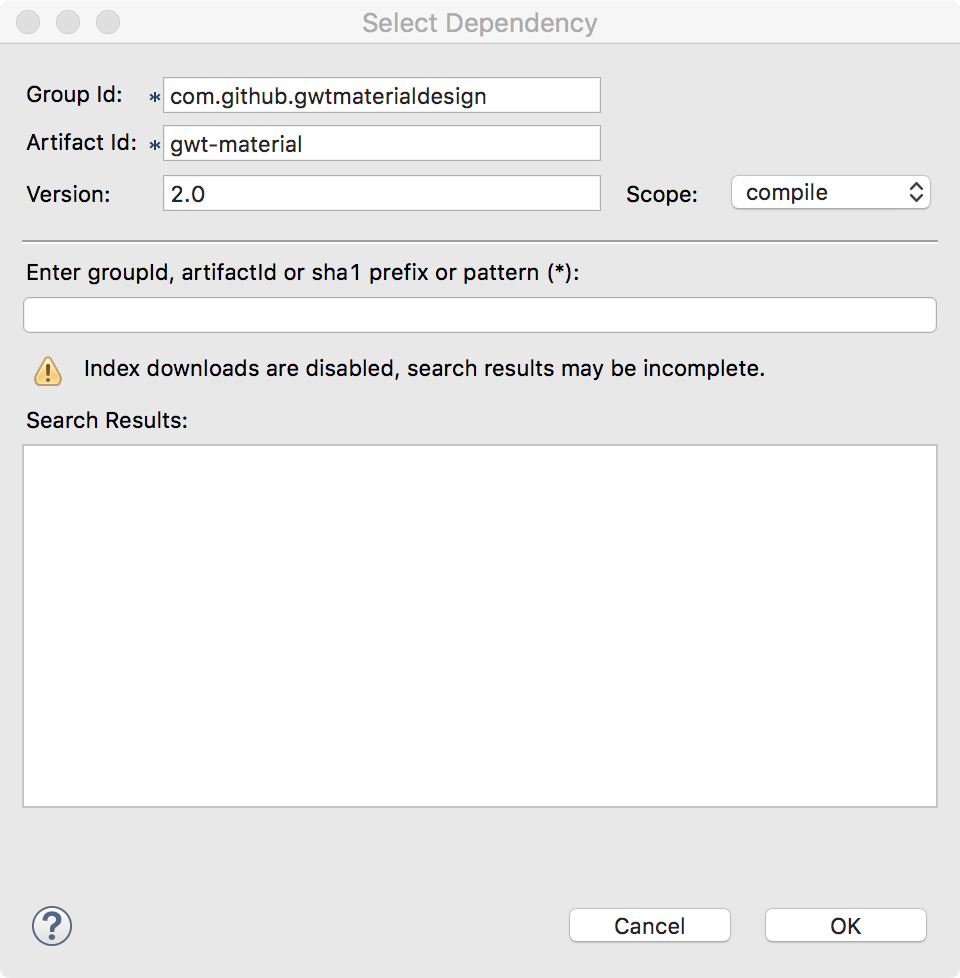 Select Dependency
Group Id: * com.github.gwtmaterialdesign
Artifact Id: * gwt-material
Version: 2.0 Scope: compile
Enter groupId, artifactId or sha1 prefix or pattern (*):
Index downloads are disabled, search results may be incomplete.
Search Results:
? Cancel OK